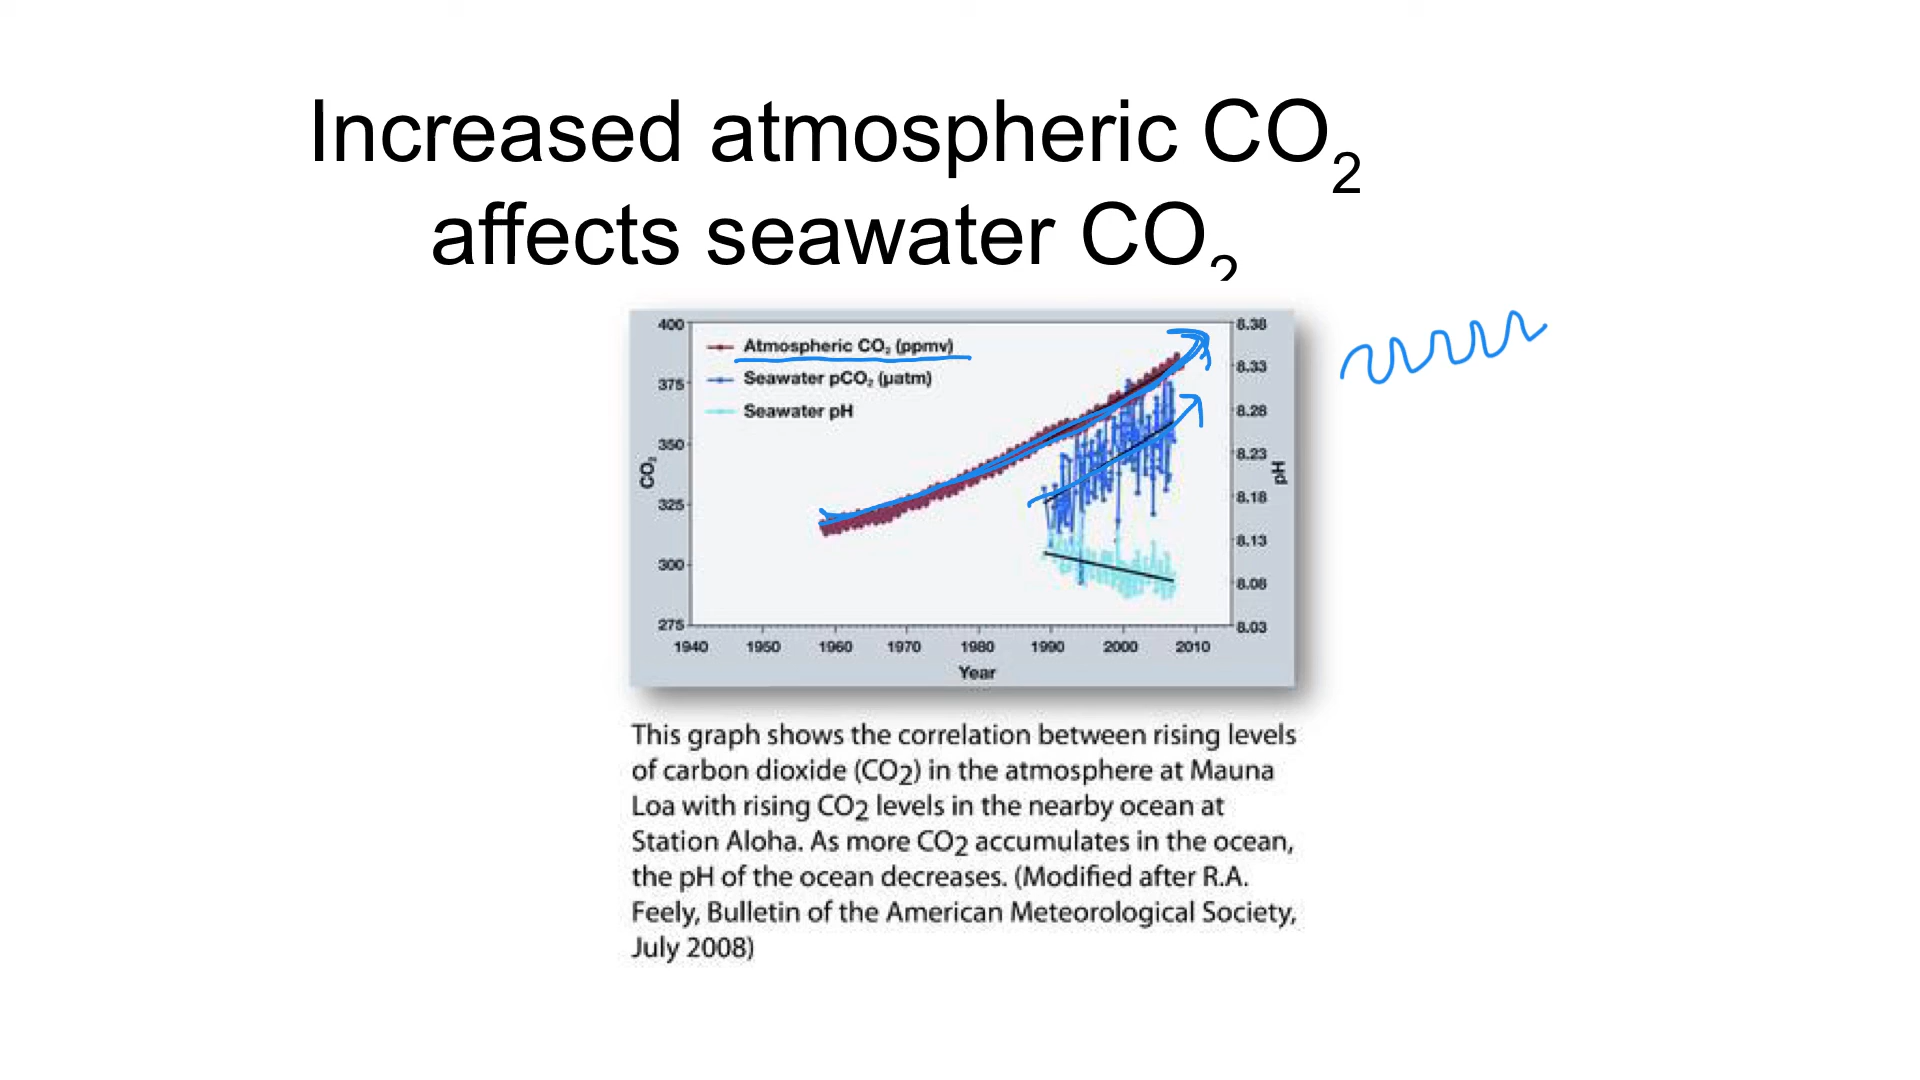 Increased atmospheric CO₂
affects seawater CO₂
400
375
350
325
300
275
CO₂
Atmospheric CO₂ (ppmv)
Seawater pCO₂ (µatm)
Seawater pH
8.38
8.33
8.28
8.23
8.18
8.13
8.08
8.03
pH
1940 1950 1960 1970 1980 1990 2000 2010
Year
This graph shows the correlation between rising levels
of carbon dioxide (CO2) in the atmosphere at Mauna
Loa with rising CO2 levels in the nearby ocean at
Station Aloha. As more CO2 accumulates in the ocean,
the pH of the ocean decreases. (Modified after R.A.
Feely, Bulletin of the American Meteorological Society,
July 2008)